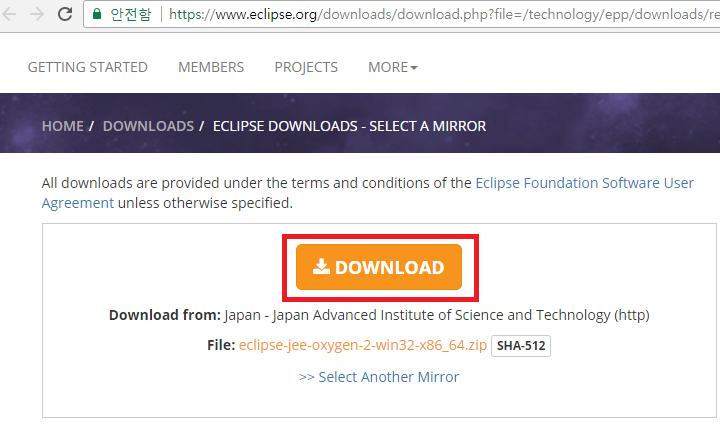 안전함 https://www.eclipse.org/downloads/download.php?file=/technology/epp/downloads/re
GETTING STARTED MEMBERS PROJECTS MORE
HOME / DOWNLOADS / ECLIPSE DOWNLOADS - SELECT A MIRROR
All downloads are provided under the terms and conditions of the Eclipse Foundation Software User
Agreement unless otherwise specified.
DOWNLOAD
Download from: Japan - Japan Advanced Institute of Science and Technology (http)
File: eclipse-jee-oxygen-2-win32-x86_64.zip SHA-512
>> Select Another Mirror